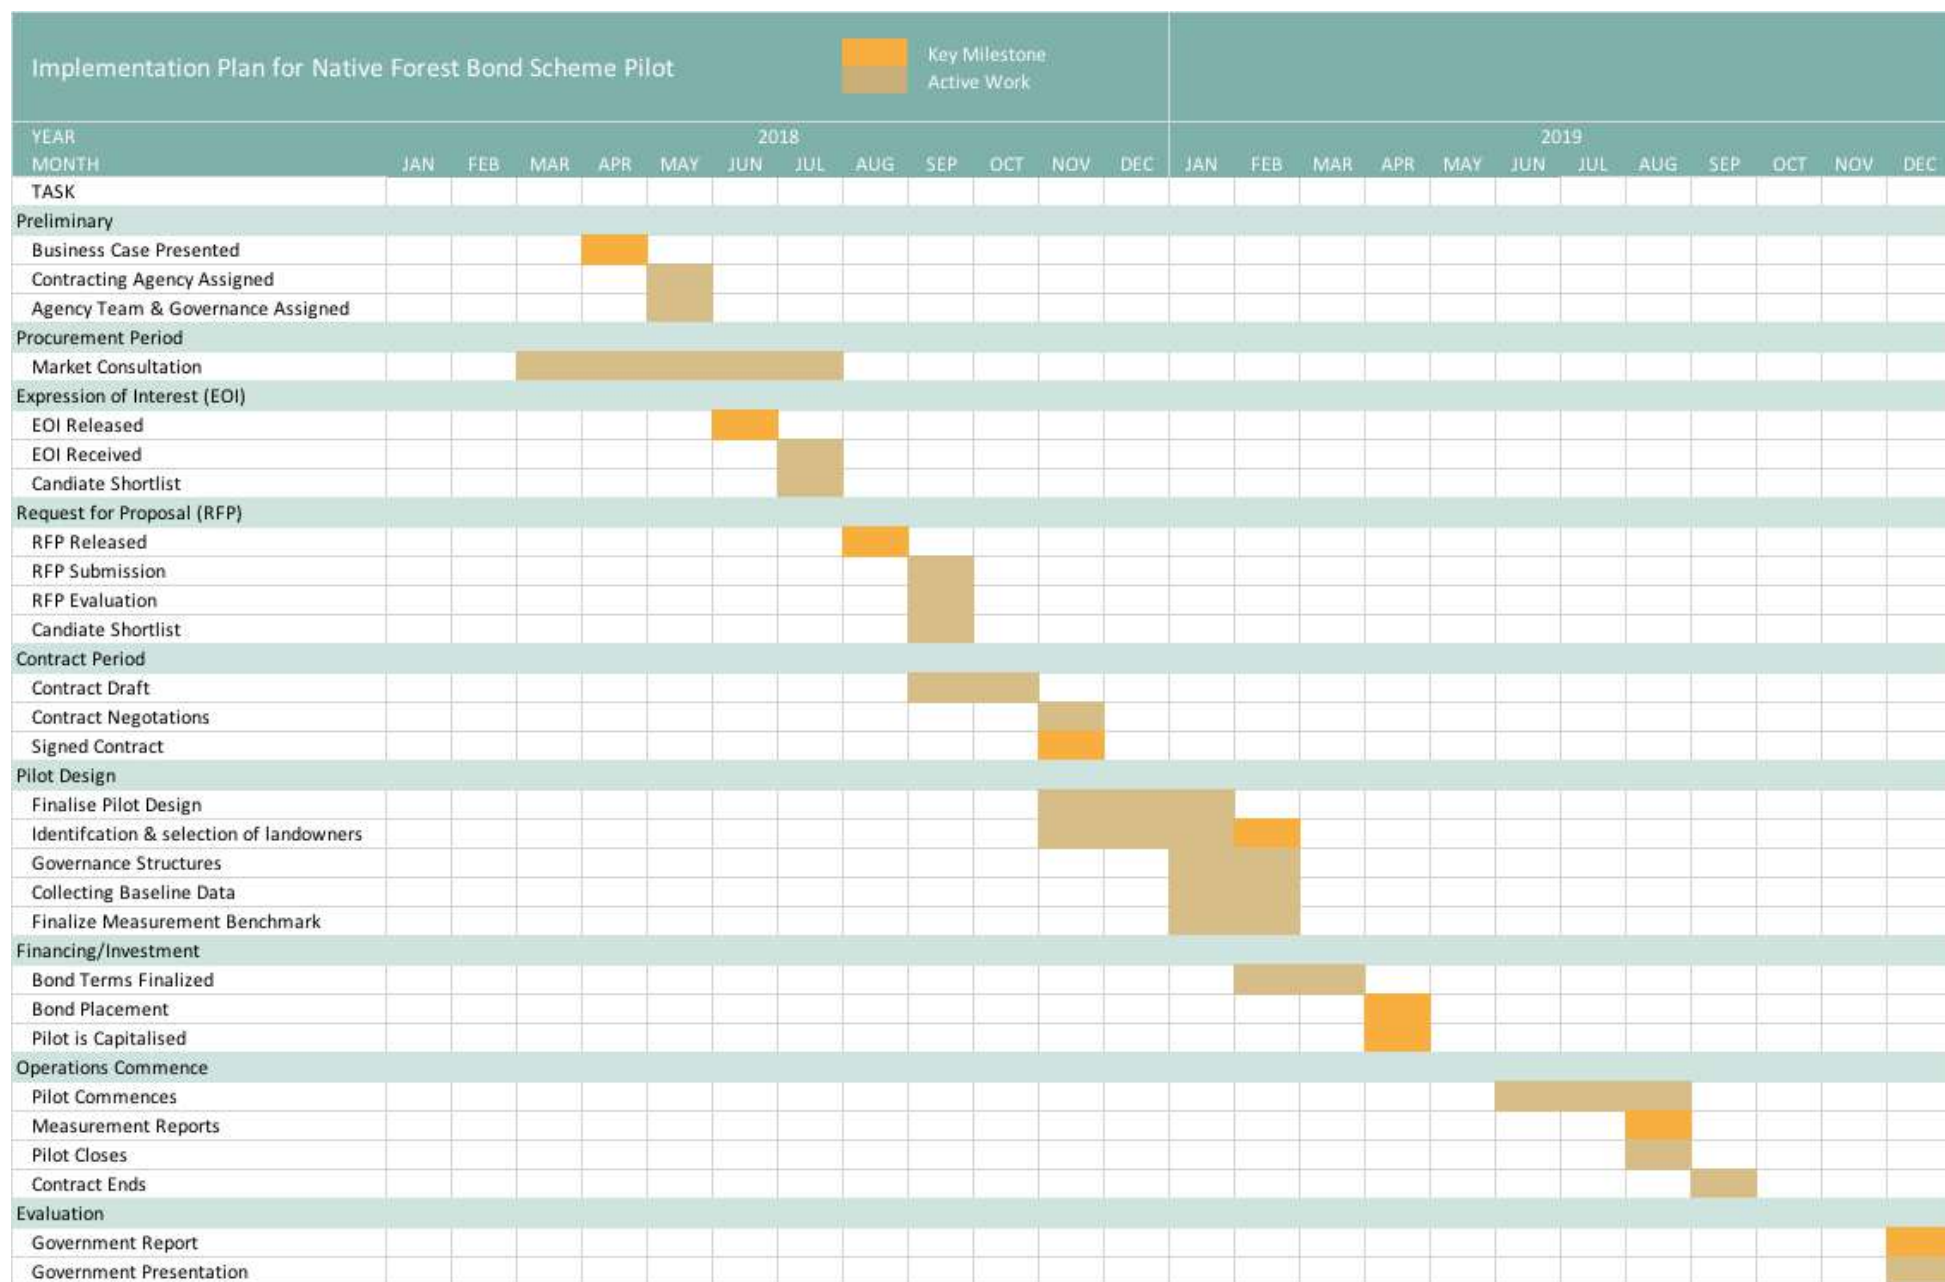 Implementation Plan for Native Forest Bond Scheme Pilot
Key Milestone
Active Work
YEAR 2018 2019
MONTH JAN FEB MAR APR MAY JUN JUL AUG SEP OCT NOV DEC JAN FEB MAR APR MAY JUN JUL AUG SEP OCT NOV DEC
TASK
Preliminary
Business Case Presented
Contracting Agency Assigned
Agency Team & Governance Assigned
Procurement Period
Market Consultation
Expression of Interest (EOI)
EOI Released
EOI Received
Candiate Shortlist
Request for Proposal (RFP)
RFP Released
RFP Submission
RFP Evaluation
Candiate Shortlist
Contract Period
Contract Draft
Contract Negotations
Signed Contract
Pilot Design
Finalise Pilot Design
Identifcation & selection of landowners
Governance Structures
Collecting Baseline Data
Finalize Measurement Benchmark
Financing/Investment
Bond Terms Finalized
Bond Placement
Pilot is Capitalised
Operations Commence
Pilot Commences
Measurement Reports
Pilot Closes
Contract Ends
Evaluation
Government Report
Government Presentation